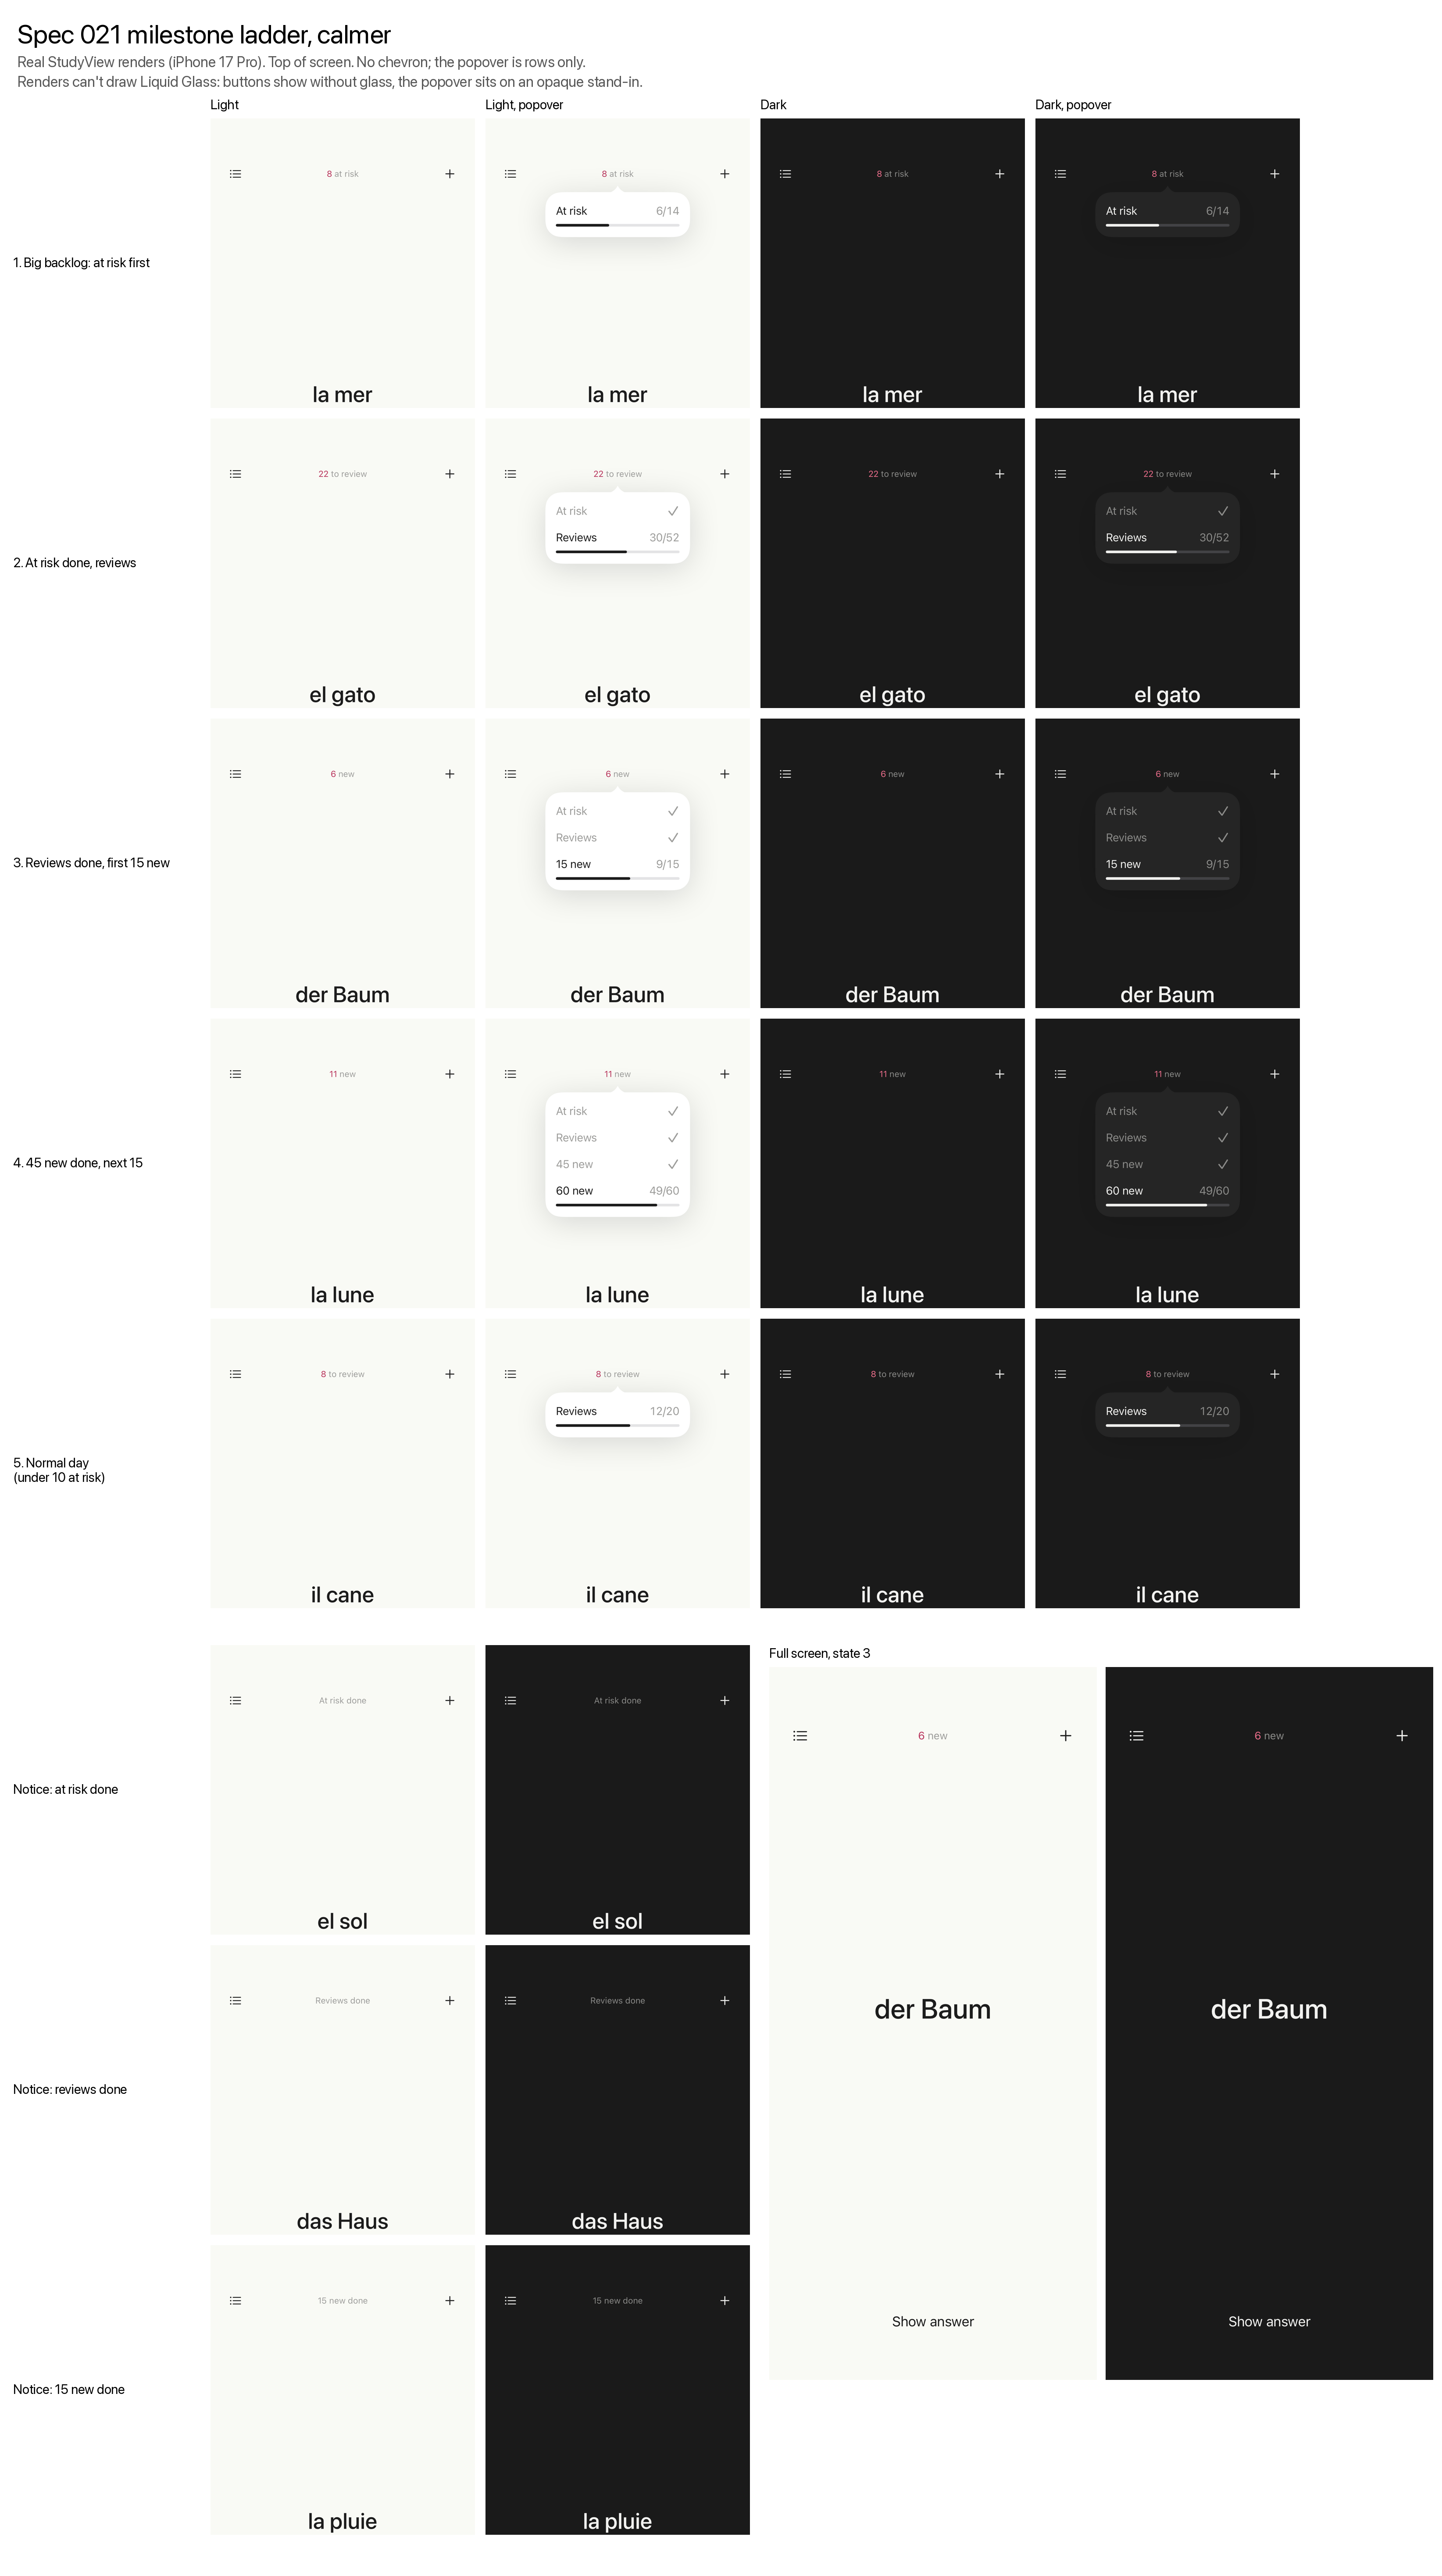 Spec 021 milestone ladder, calmer
Real StudyView renders (iPhone 17 Pro). Top of screen. No chevron; the popover is rows only.
Renders can't draw Liquid Glass: buttons show without glass, the popover sits on an opaque stand-in.
Light
Light, popover
Dark
Dark, popover
1. Big backlog: at risk first
8 at risk
la mer
8 at risk
At risk
6/14
la mer
8 at risk
la mer
8 at risk
At risk
6/14
la mer
2. At risk done, reviews
22 to review
el gato
22 to review
At risk
Reviews
30/52
el gato
22 to review
el gato
22 to review
At risk
Reviews
30/52
el gato
3. Reviews done, first 15 new
6 new
der Baum
6 new
At risk
Reviews
15 new
9/15
der Baum
6 new
der Baum
6 new
At risk
Reviews
15 new
9/15
der Baum
4. 45 new done, next 15
11 new
la lune
11 new
At risk
Reviews
45 new
60 new
49/60
la lune
11 new
la lune
11 new
At risk
Reviews
45 new
60 new
49/60
la lune
5. Normal day
(under 10 at risk)
8 to review
il cane
8 to review
Reviews
12/20
il cane
8 to review
il cane
8 to review
Reviews
12/20
il cane
Notice: at risk done
At risk done
el sol
At risk done
el sol
Notice: reviews done
Reviews done
das Haus
Reviews done
das Haus
Notice: 15 new done
15 new done
la pluie
15 new done
la pluie
Full screen, state 3
6 new
der Baum
Show answer
6 new
der Baum
Show answer